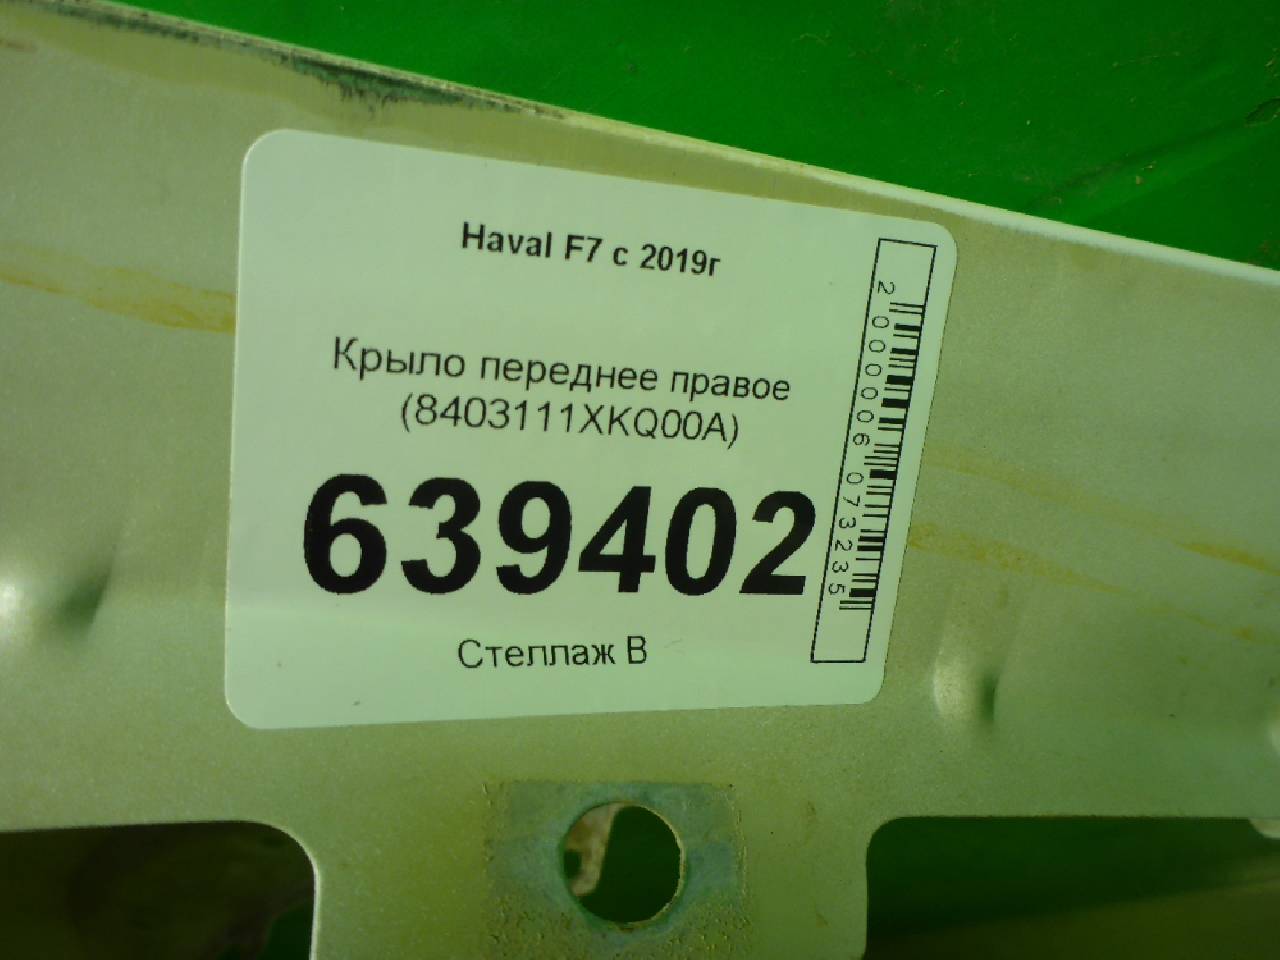 Haval F7 с 2019г
Крыло переднее правое
(8403111XKQ00A)
639402
Стеллаж В
2000006073235